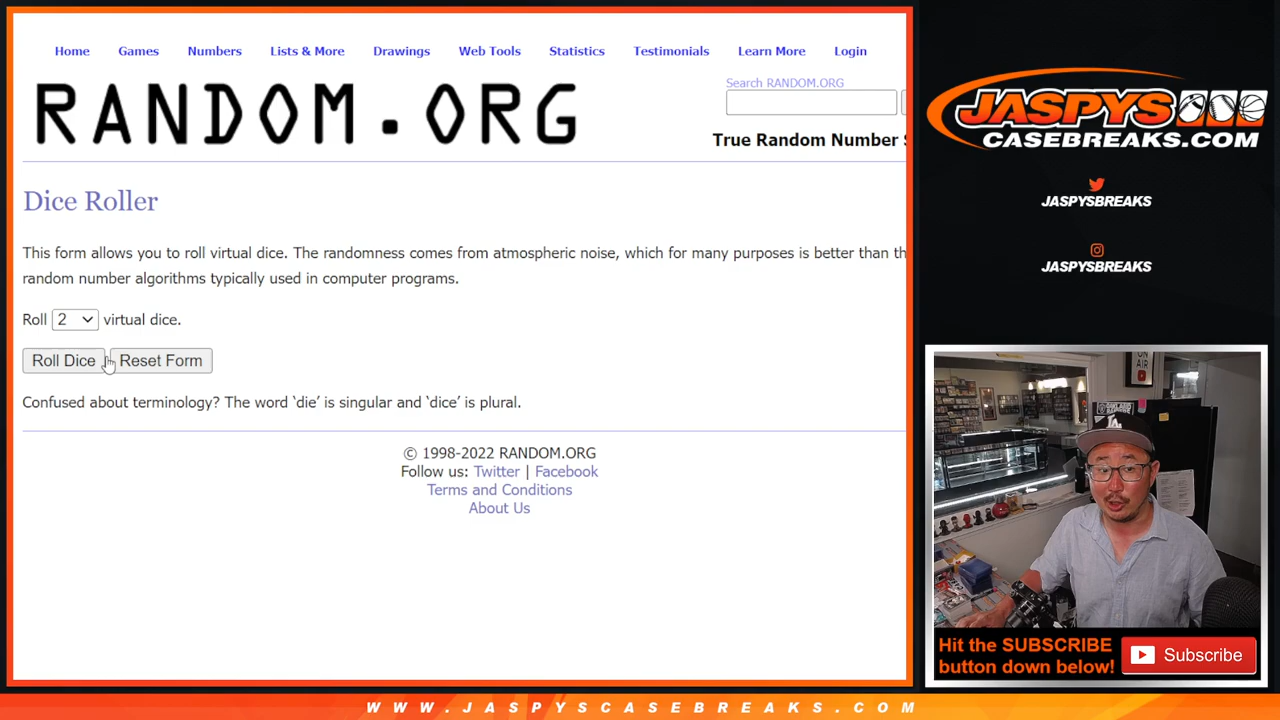 Home Games Numbers Lists & More Drawings Web Tools Statistics Testimonials Learn More Login
RANDOM.ORG
Search RANDOM.ORG
True Random Number S
Dice Roller
This form allows you to roll virtual dice. The randomness comes from atmospheric noise, which for many purposes is better than th
random number algorithms typically used in computer programs.
Roll 2 virtual dice.
Roll Dice Reset Form
Confused about terminology? The word ‘die’ is singular and ‘dice’ is plural.
© 1998-2022 RANDOM.ORG
Follow us: Twitter | Facebook
Terms and Conditions
About Us
JASPYS
CASEBREAKS.COM
JASPYSBREAKS
JASPYSBREAKS
ON AIR
LA
Hit the SUBSCRIBE
button down below!
Subscribe
WWW.JASPYSCASEBREAKS.COM